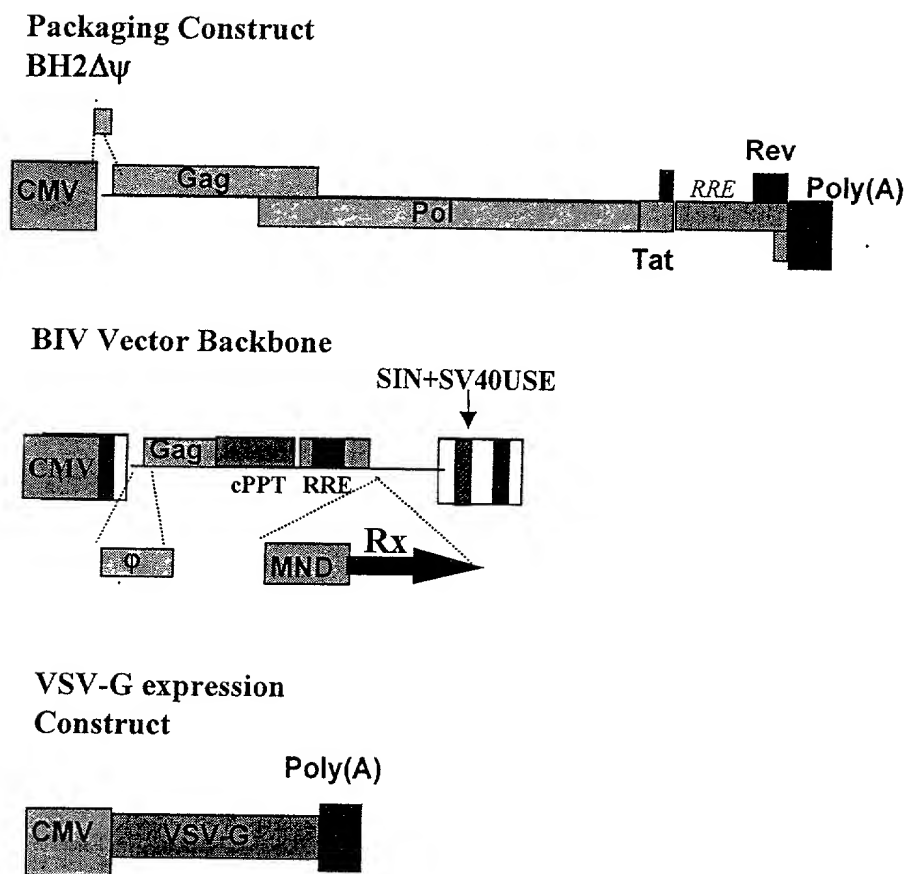 Packaging Construct
BH2Δψ
CMV
Gag
Pol
Tat
RRE
Rev
Poly(A)
BIV Vector Backbone
SIN+SV40USE
CMV
Gag
cPPT
RRE
φ
MND
Rx
VSV-G expression
Construct
Poly(A)
CMV
VSV-G